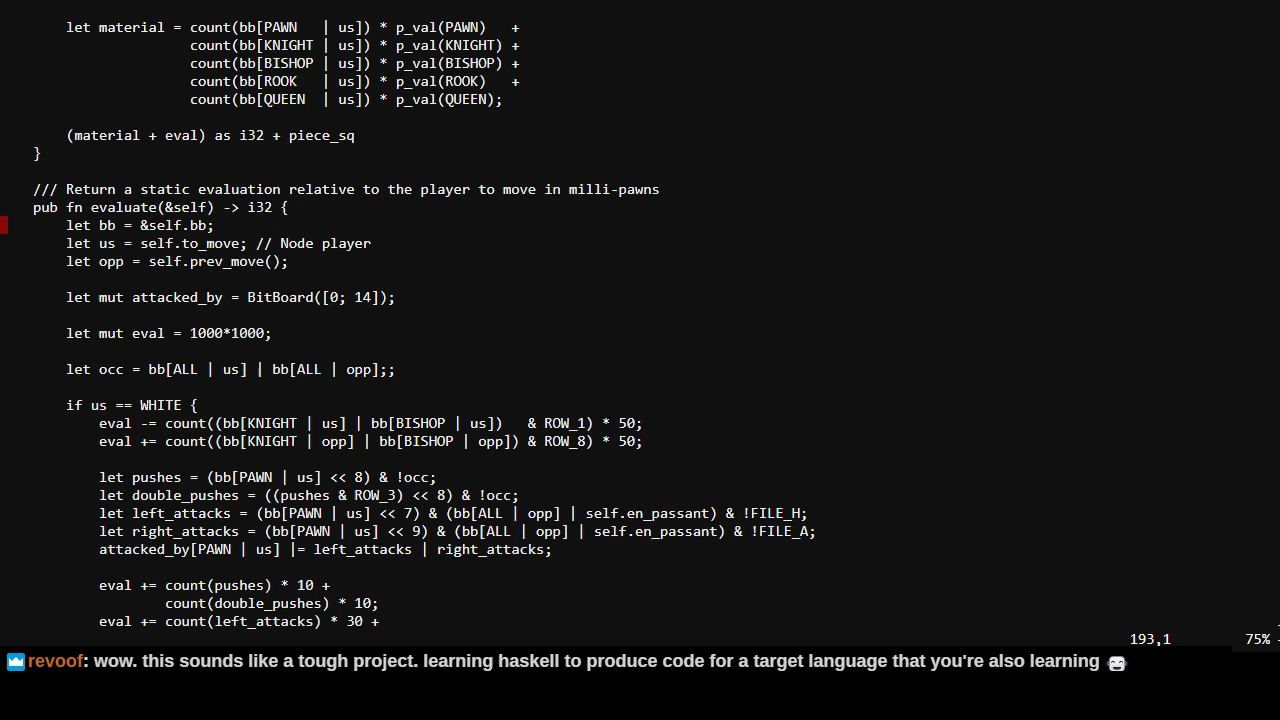 let material = count(bb[PAWN   | us]) * p_val(PAWN)   +
               count(bb[KNIGHT | us]) * p_val(KNIGHT) +
               count(bb[BISHOP | us]) * p_val(BISHOP) +
               count(bb[ROOK   | us]) * p_val(ROOK)   +
               count(bb[QUEEN  | us]) * p_val(QUEEN);
(material + eval) as i32 + piece_sq
}
/// Return a static evaluation relative to the player to move in milli-pawns
pub fn evaluate(&self) -> i32 {
let bb = &self.bb;
let us = self.to_move; // Node player
let opp = self.prev_move();
let mut attacked_by = BitBoard([0; 14]);
let mut eval = 1000*1000;
let occ = bb[ALL | us] | bb[ALL | opp];;
if us == WHITE {
eval -= count((bb[KNIGHT | us] | bb[BISHOP | us])   & ROW_1) * 50;
eval += count((bb[KNIGHT | opp] | bb[BISHOP | opp]) & ROW_8) * 50;
let pushes = (bb[PAWN | us] << 8) & !occ;
let double_pushes = ((pushes & ROW_3) << 8) & !occ;
let left_attacks = (bb[PAWN | us] << 7) & (bb[ALL | opp] | self.en_passant) & !FILE_H;
let right_attacks = (bb[PAWN | us] << 9) & (bb[ALL | opp] | self.en_passant) & !FILE_A;
attacked_by[PAWN | us] |= left_attacks | right_attacks;
eval += count(pushes) * 10 +
count(double_pushes) * 10;
eval += count(left_attacks) * 30 +
193,1 75%
revoof: wow. this sounds like a tough project. learning haskell to produce code for a target language that you're also learning